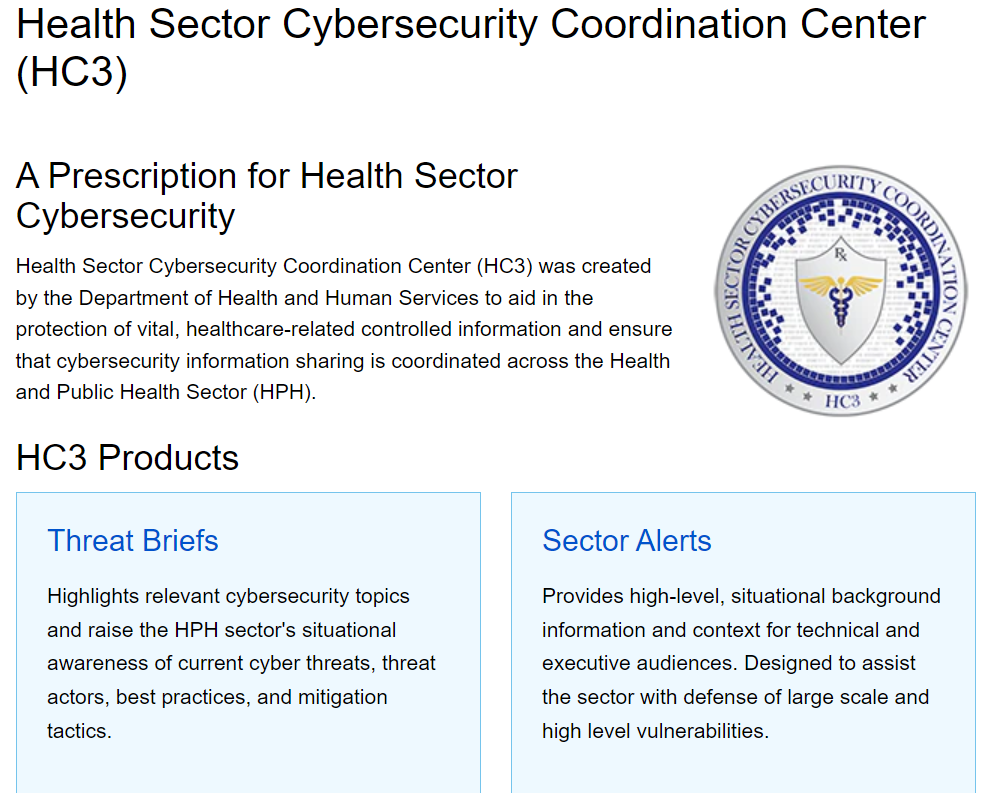 Health Sector Cybersecurity Coordination Center
(HC3)
A Prescription for Health Sector
Cybersecurity
Health Sector Cybersecurity Coordination Center (HC3) was created
by the Department of Health and Human Services to aid in the
protection of vital, healthcare-related controlled information and ensure
that cybersecurity information sharing is coordinated across the Health
and Public Health Sector (HPH).
HEALTH SECTOR CYBERSECURITY COORDINATION CENTER
HC3
Rx
HC3 Products
Threat Briefs
Highlights relevant cybersecurity topics
and raise the HPH sector's situational
awareness of current cyber threats, threat
actors, best practices, and mitigation
tactics.
Sector Alerts
Provides high-level, situational background
information and context for technical and
executive audiences. Designed to assist
the sector with defense of large scale and
high level vulnerabilities.